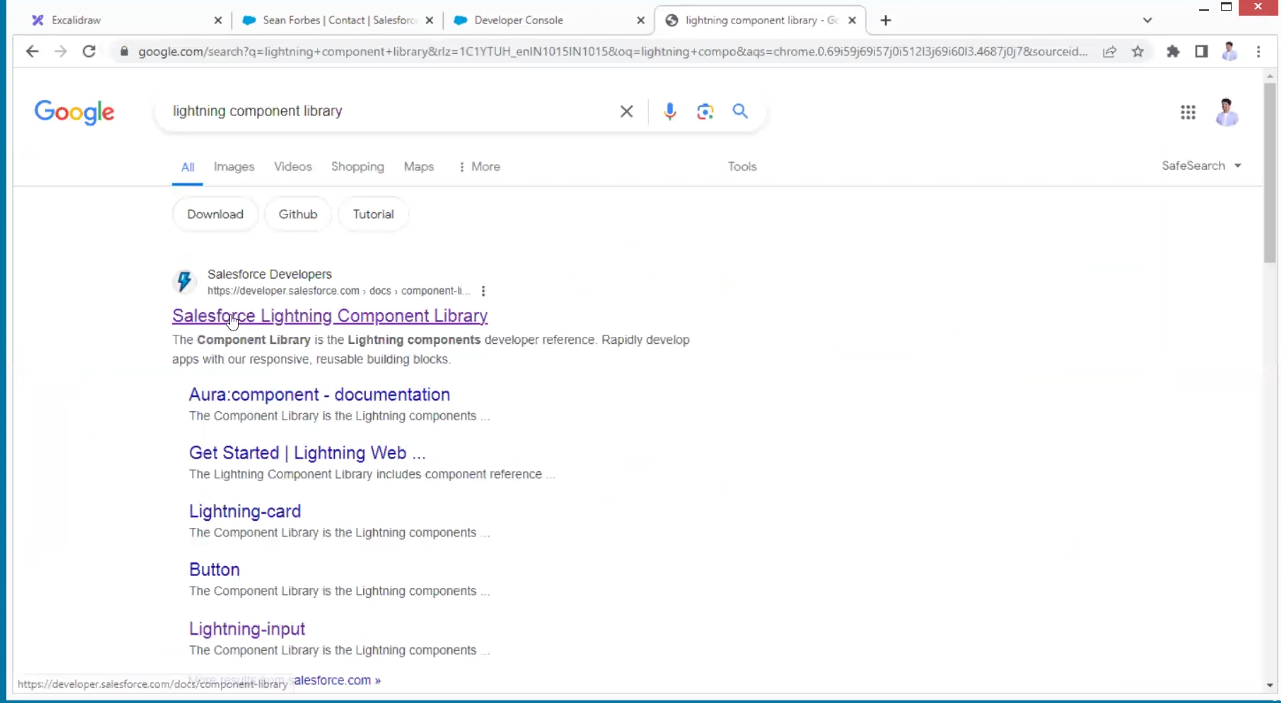 Excalidraw
Sean Forbes | Contact | Salesforc
Developer Console
lightning component library - Go
google.com/search?q=lightning+component+library&rlz=1C1YTUH_enIN1015IN1015&oq=lightning+compo&aqs=chrome.0.69i59j69i57j0i512l3j69i60l3.4687j0j7&sourceid...
Google
lightning component library
All
Images
Videos
Shopping
Maps
More
Tools
SafeSearch
Download
Github
Tutorial
Salesforce Developers
https://developer.salesforce.com › docs › component-li...
Salesforce Lightning Component Library
The Component Library is the Lightning components developer reference. Rapidly develop
apps with our responsive, reusable building blocks.
Aura:component - documentation
The Component Library is the Lightning components ...
Get Started | Lightning Web ...
The Lightning Component Library includes component reference ...
Lightning-card
The Component Library is the Lightning components ...
Button
The Component Library is the Lightning components ...
Lightning-input
The Component Library is the Lightning components ...
More results from salesforce.com »
https://developer.salesforce.com/docs/component-library